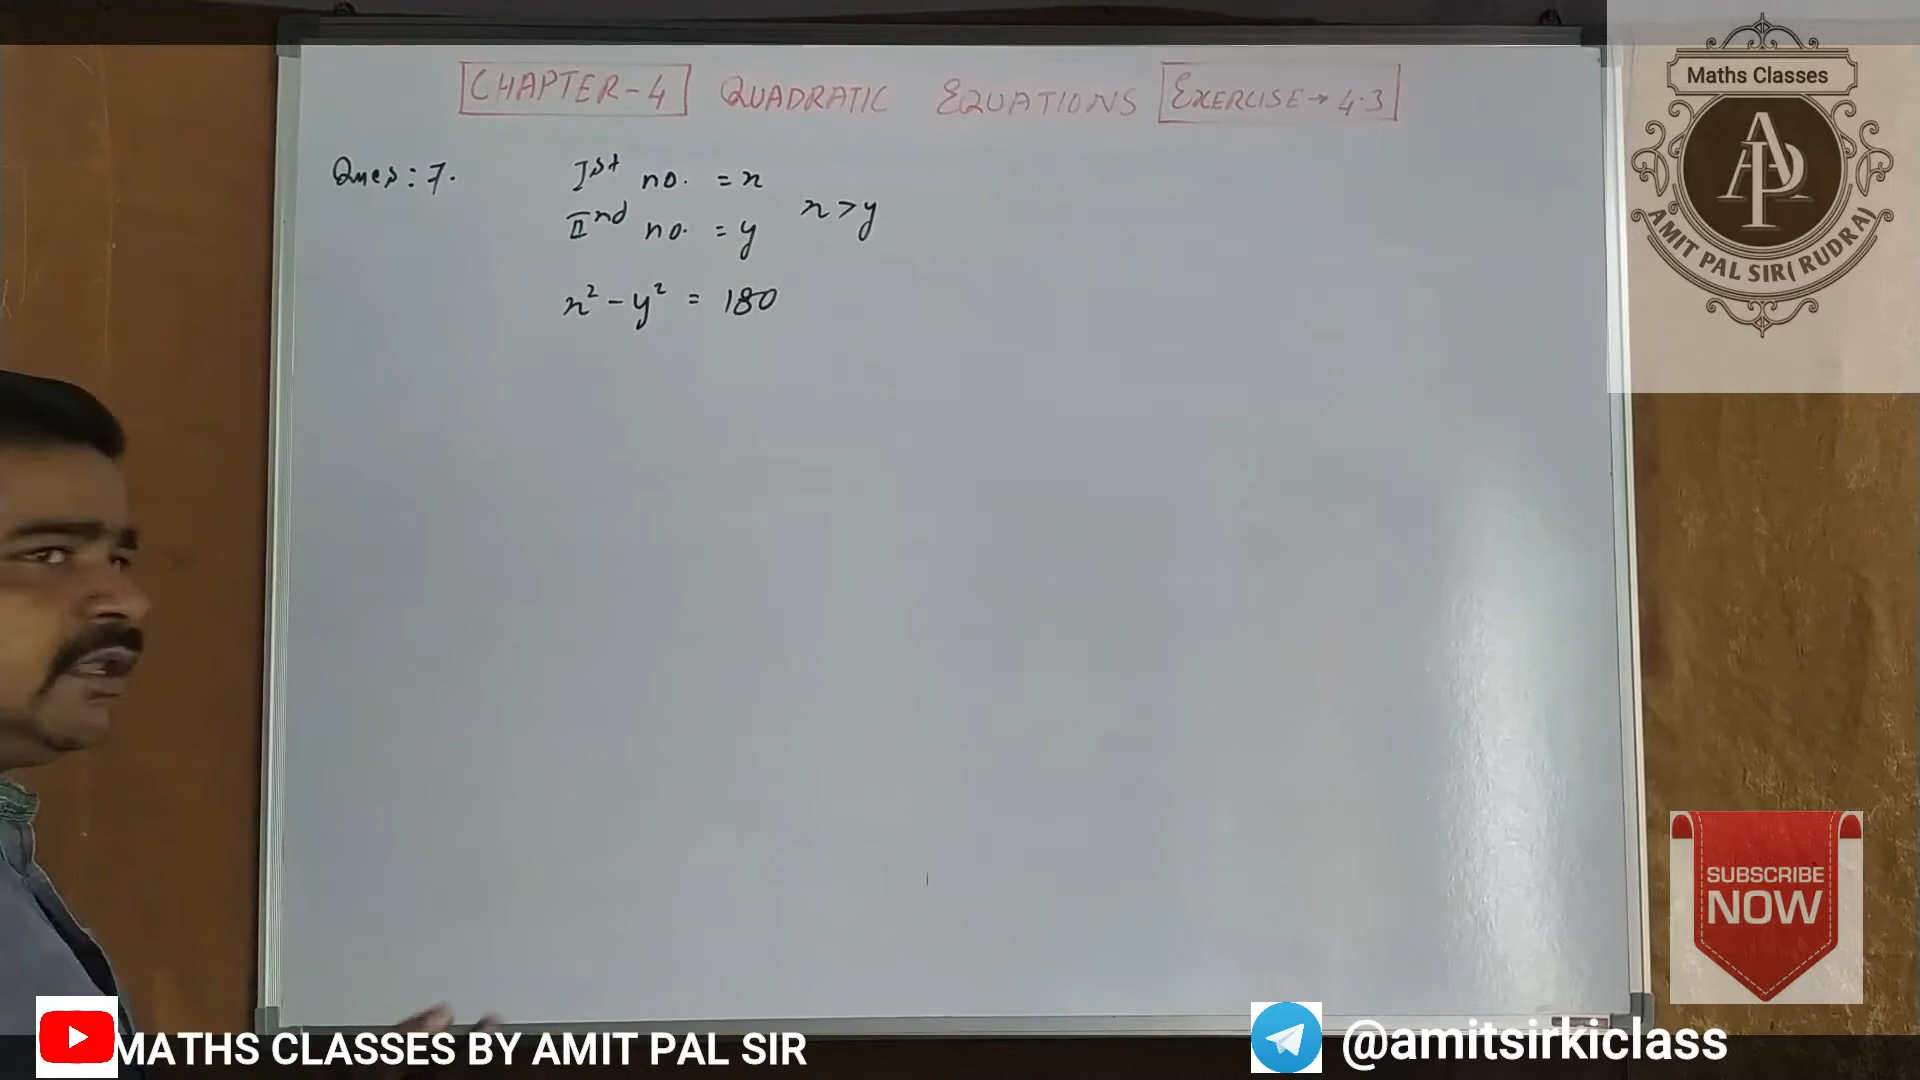 CHAPTER-4 QUADRATIC EQUATIONS EXERCISE→ 4.3
Ques: 7. Ist no. = x
IInd no. = y x > y
x² - y² = 180
Maths Classes
AP
AMIT PAL SIR( RUDRA)
SUBSCRIBE
NOW
MATHS CLASSES BY AMIT PAL SIR
@amitsirkiclass